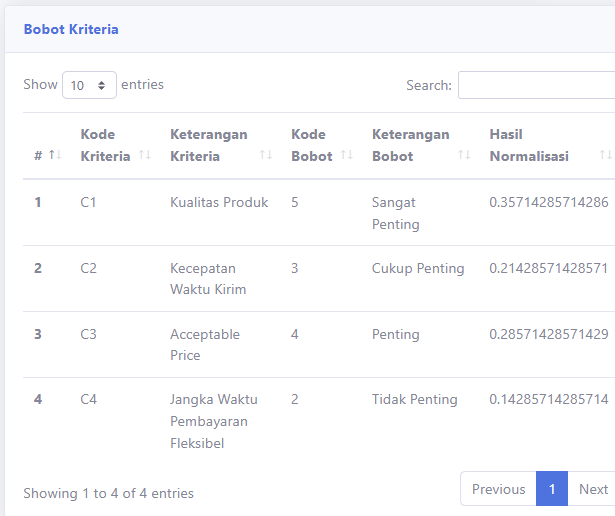 Bobot Kriteria
Show 10 entries Search:
# Kode Kriteria Keterangan Kriteria Kode Bobot Keterangan Bobot Hasil Normalisasi
1 C1 Kualitas Produk 5 Sangat Penting 0.35714285714286
2 C2 Kecepatan Waktu Kirim 3 Cukup Penting 0.21428571428571
3 C3 Acceptable Price 4 Penting 0.28571428571429
4 C4 Jangka Waktu Pembayaran Fleksibel 2 Tidak Penting 0.14285714285714
Showing 1 to 4 of 4 entries Previous 1 Next